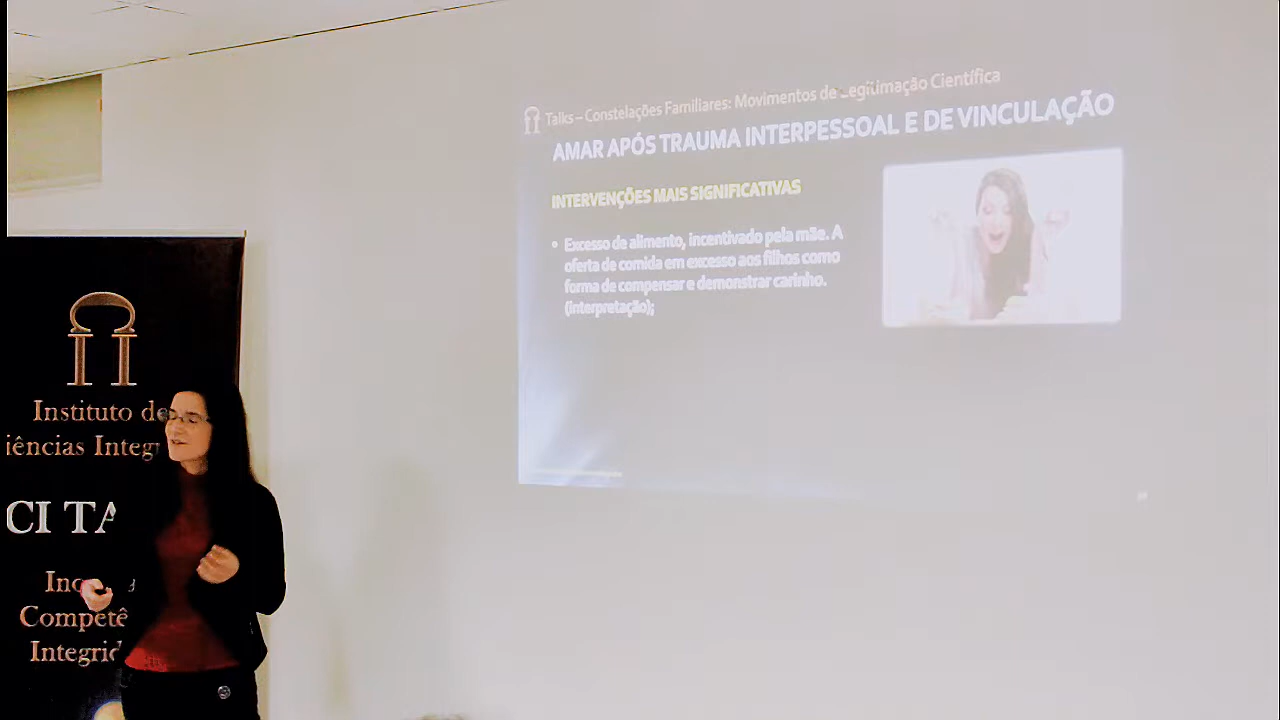 Talks – Constelações Familiares: Movimentos de Legitimação Científica
AMAR APÓS TRAUMA INTERPESSOAL E DE VINCULAÇÃO
INTERVENÇÕES MAIS SIGNIFICATIVAS
• Excesso de alimento, incentivado pela mãe. A
oferta de comida em excesso aos filhos como
forma de compensar e demonstrar carinho.
(interpretação);
Instituto de
iências Integr
CI TA
Ino
Competê
Integrid